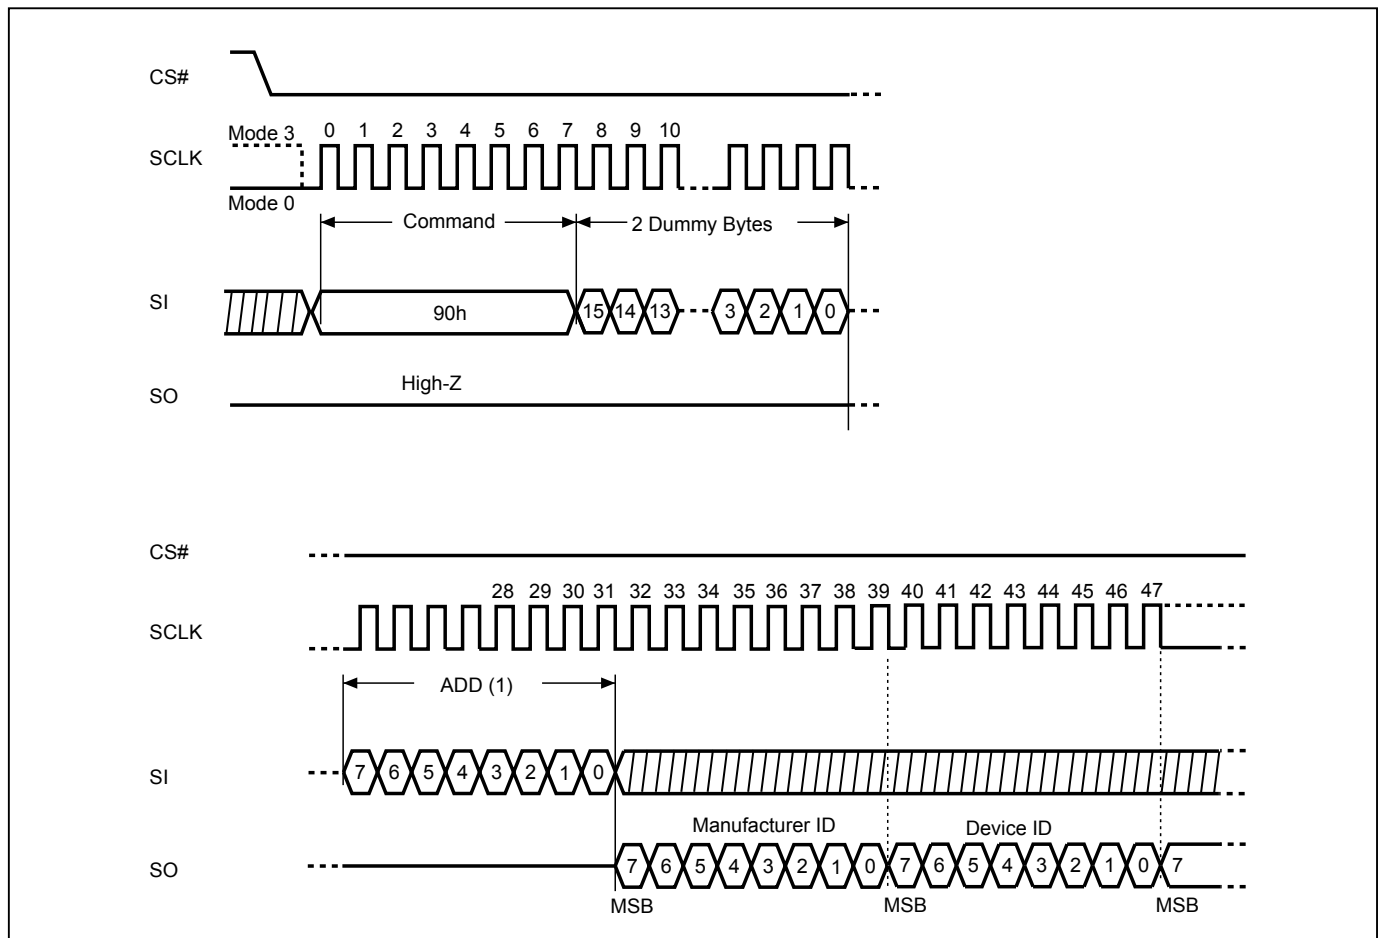 CS#
Mode 3 0 1 2 3 4 5 6 7 8 9 10
SCLK
Mode 0
Command 2 Dummy Bytes
SI 90h 15 14 13 3 2 1 0
High-Z
SO
CS#
28 29 30 31 32 33 34 35 36 37 38 39 40 41 42 43 44 45 46 47
SCLK
ADD (1)
SI 7 6 5 4 3 2 1 0
Manufacturer ID Device ID
SO 7 6 5 4 3 2 1 0 7 6 5 4 3 2 1 0 7
MSB MSB MSB